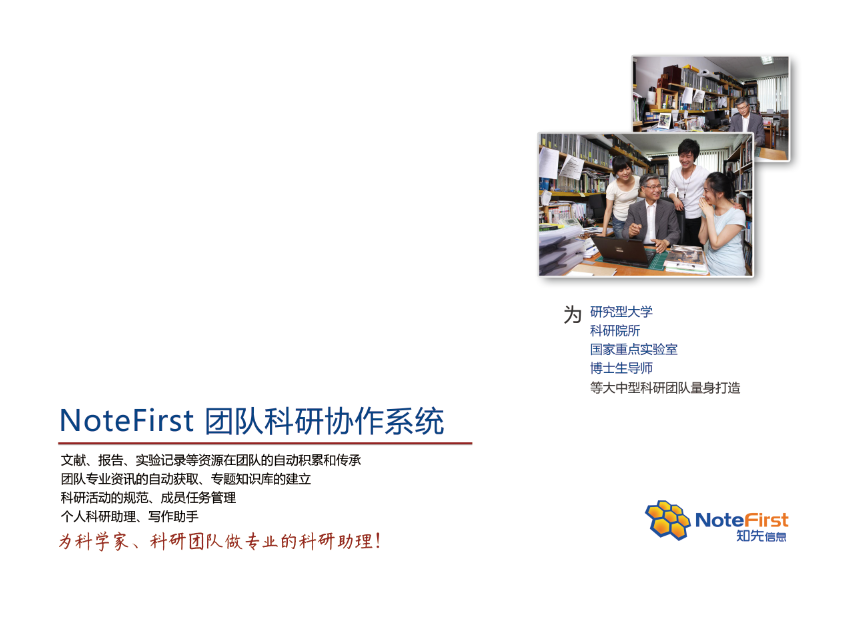 为
研究型大学
科研院所
国家重点实验室
博士生导师
等大中型科研团队量身打造
NoteFirst 团队科研协作系统
文献、报告、实验记录等资源在团队的自动积累和传承
团队专业资讯的自动获取、专题知识库的建立
科研活动的规范、成员任务管理
个人科研助理、写作助手
为科学家、科研团队做专业的科研助理!
NoteFirst
知先信息